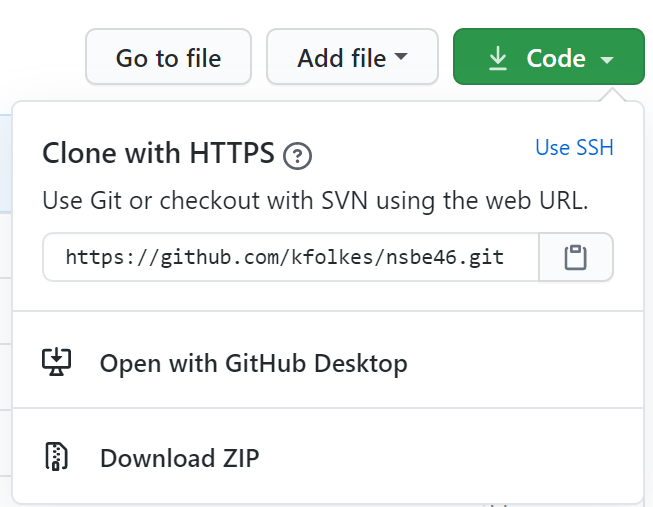 Go to file
Add file
Code
Clone with HTTPS
Use SSH
Use Git or checkout with SVN using the web URL.
https://github.com/kfolkes/nsbe46.git
Open with GitHub Desktop
Download ZIP